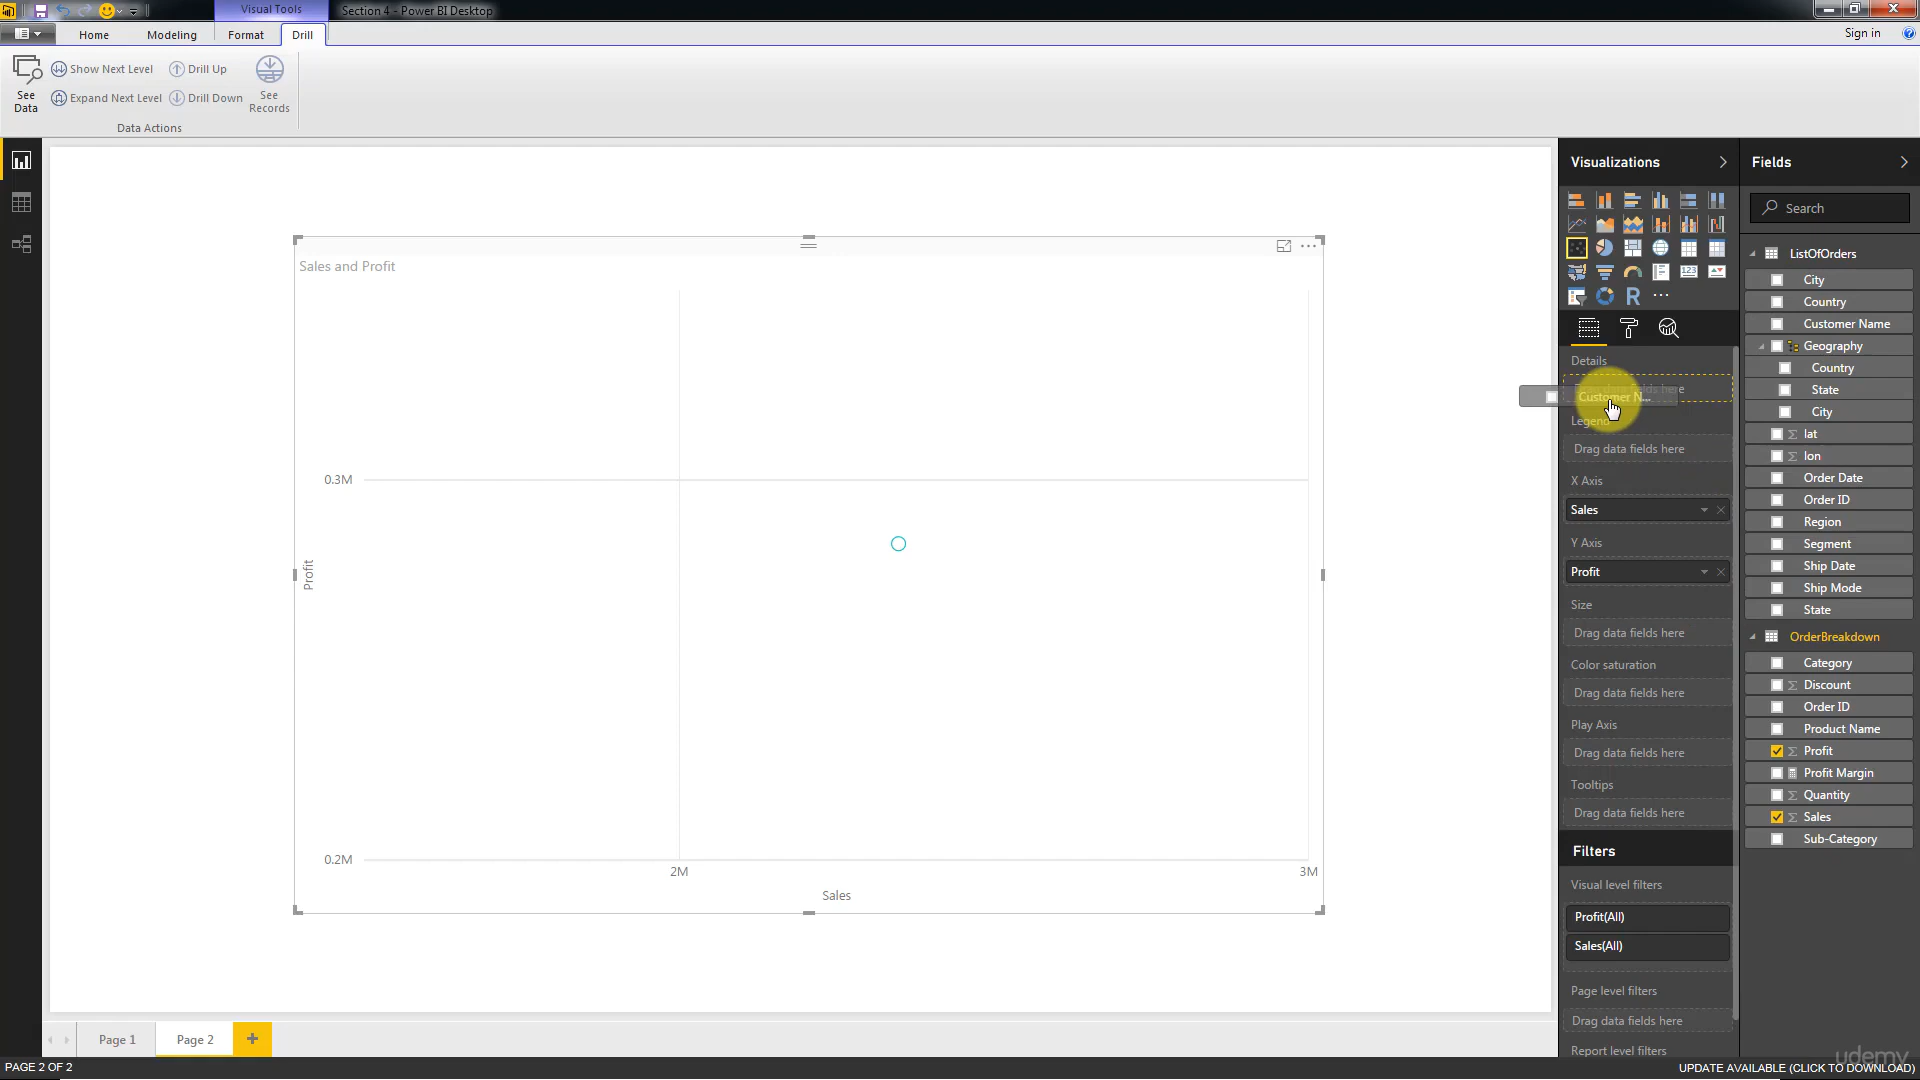 Visual Tools
Section 4 - Power BI Desktop
Home
Modeling
Format
Drill
Sign in
See Data
Show Next Level
Expand Next Level
Drill Up
Drill Down
See Records
Data Actions
Sales and Profit
0.3M
0.2M
Profit
2M
3M
Sales
Visualizations
Details
Customer N...
Legend
Drag data fields here
X Axis
Sales
Y Axis
Profit
Size
Drag data fields here
Color saturation
Drag data fields here
Play Axis
Drag data fields here
Tooltips
Drag data fields here
Filters
Visual level filters
Profit(All)
Sales(All)
Page level filters
Drag data fields here
Report level filters
Fields
Search
ListOfOrders
City
Country
Customer Name
Geography
Country
State
City
lat
lon
Order Date
Order ID
Region
Segment
Ship Date
Ship Mode
State
OrderBreakdown
Category
Discount
Order ID
Product Name
Profit
Profit Margin
Quantity
Sales
Sub-Category
Page 1
Page 2
PAGE 2 OF 2
UPDATE AVAILABLE (CLICK TO DOWNLOAD)
udemy